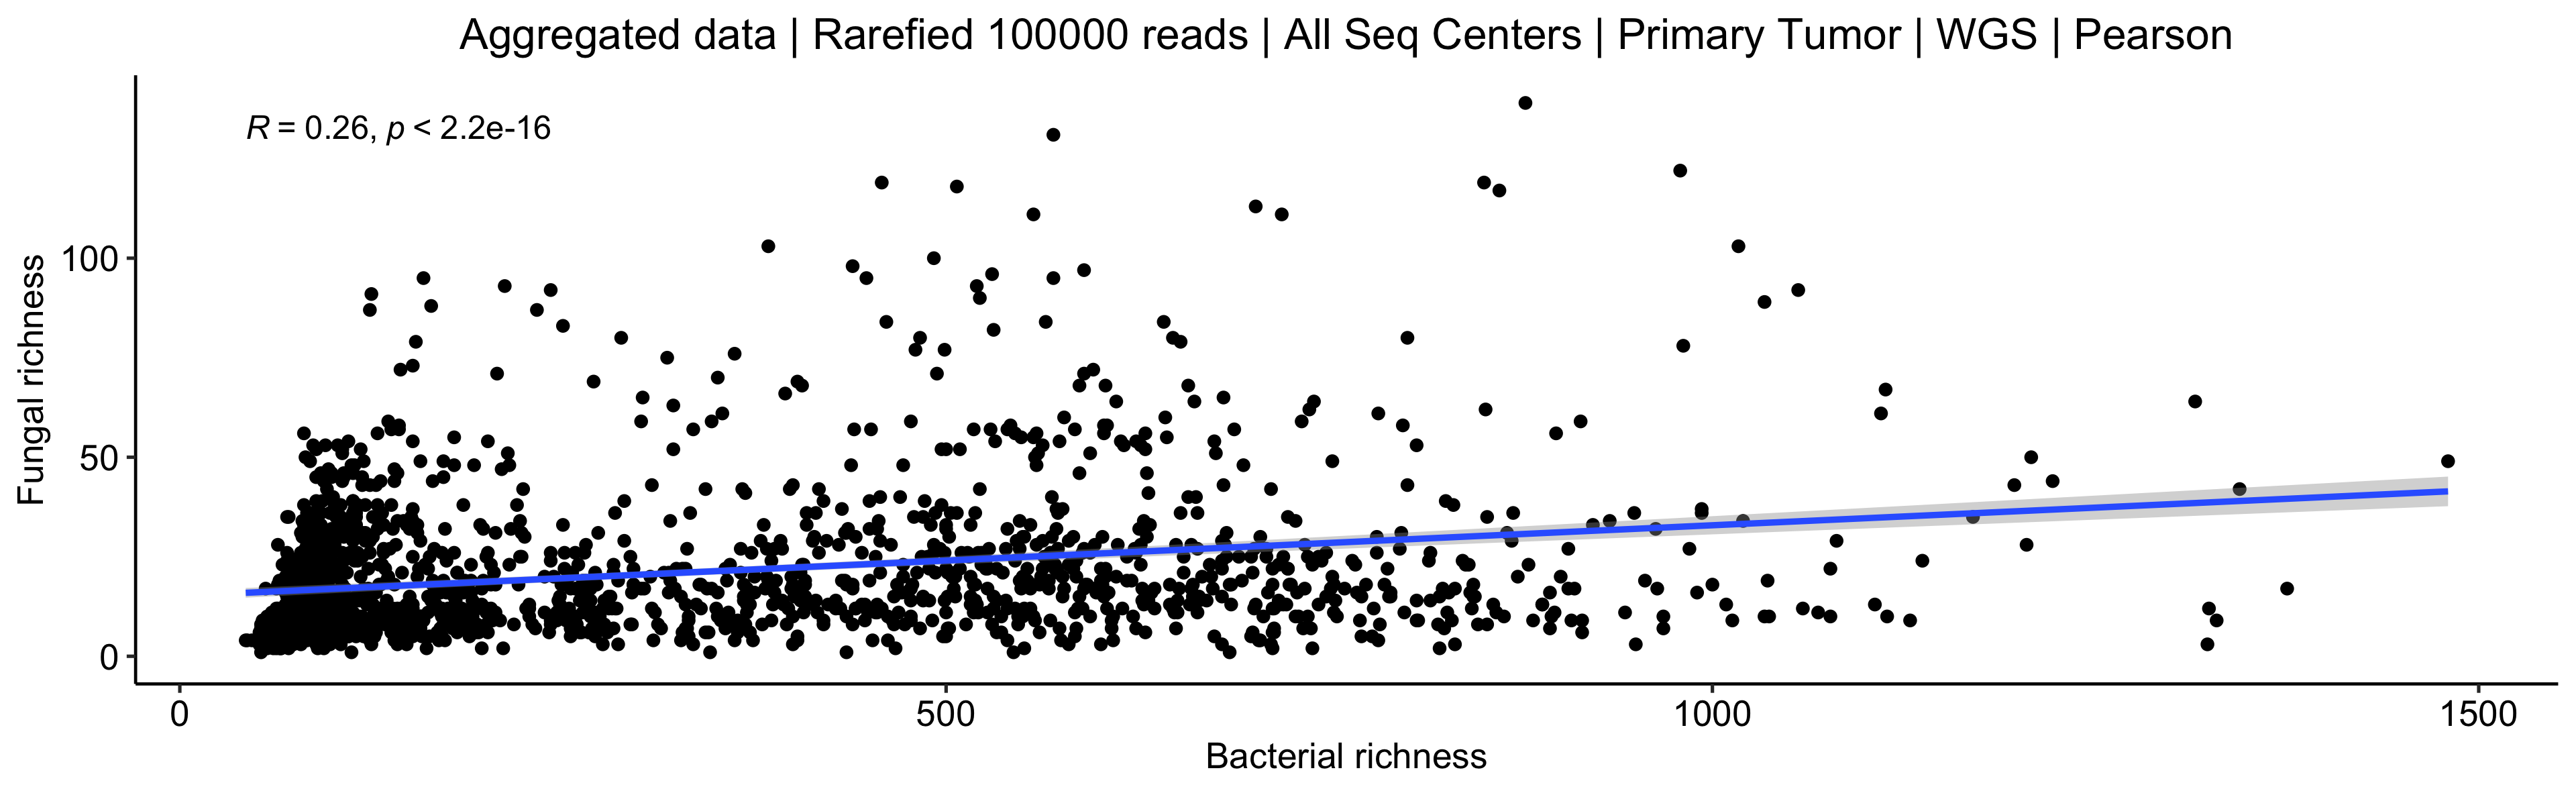 Aggregated data | Rarefied 100000 reads | All Seq Centers | Primary Tumor | WGS | Pearson
R = 0.26, p < 2.2e-16
Fungal richness
100
50
0
0 500 1000 1500
Bacterial richness